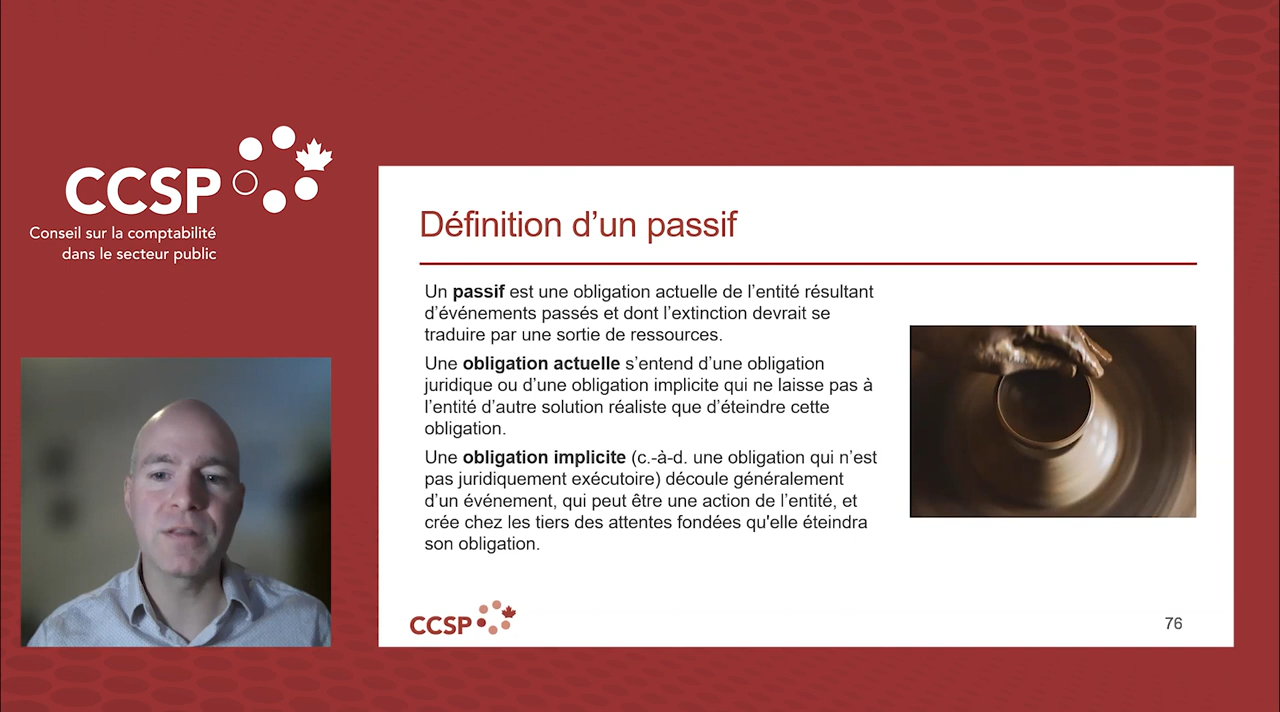 CCSP
Conseil sur la comptabilité
dans le secteur public
Définition d’un passif
Un passif est une obligation actuelle de l’entité résultant
d’événements passés et dont l’extinction devrait se
traduire par une sortie de ressources.
Une obligation actuelle s’entend d’une obligation
juridique ou d’une obligation implicite qui ne laisse pas à
l’entité d’autre solution réaliste que d’éteindre cette
obligation.
Une obligation implicite (c.-à-d. une obligation qui n’est
pas juridiquement exécutoire) découle généralement
d’un événement, qui peut être une action de l’entité, et
crée chez les tiers des attentes fondées qu'elle éteindra
son obligation.
CCSP
76